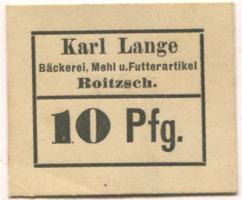 Karl Lange
Bäckerei, Mehl u. Futterartikel
Roitzsch.
10 Pfg.